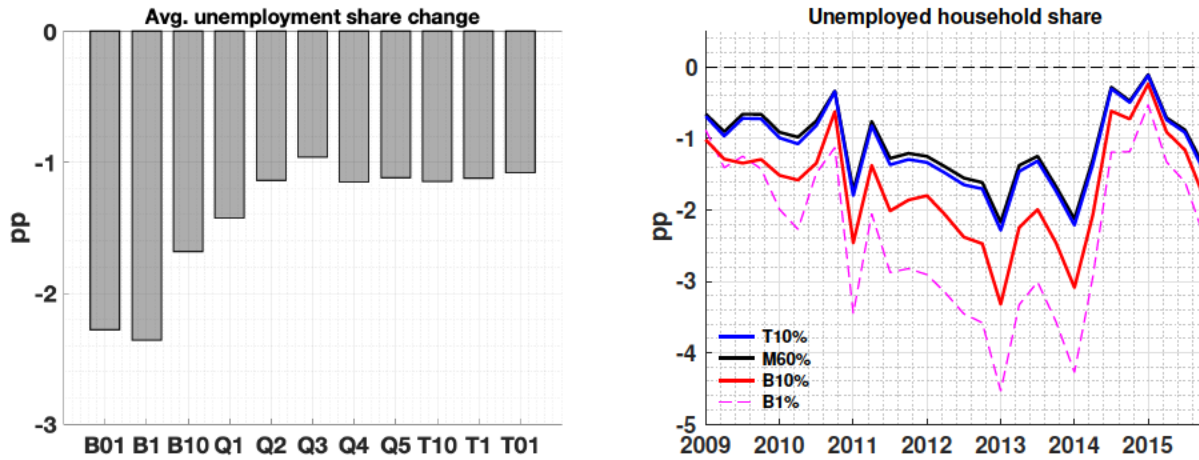 Avg. unemployment share change
0
-1
-2
-3
pp
B01 B1 B10 Q1 Q2 Q3 Q4 Q5 T10 T1 T01
Unemployed household share
0
-1
-2
-3
-4
-5
pp
T10%
M60%
B10%
B1%
2009 2010 2011 2012 2013 2014 2015